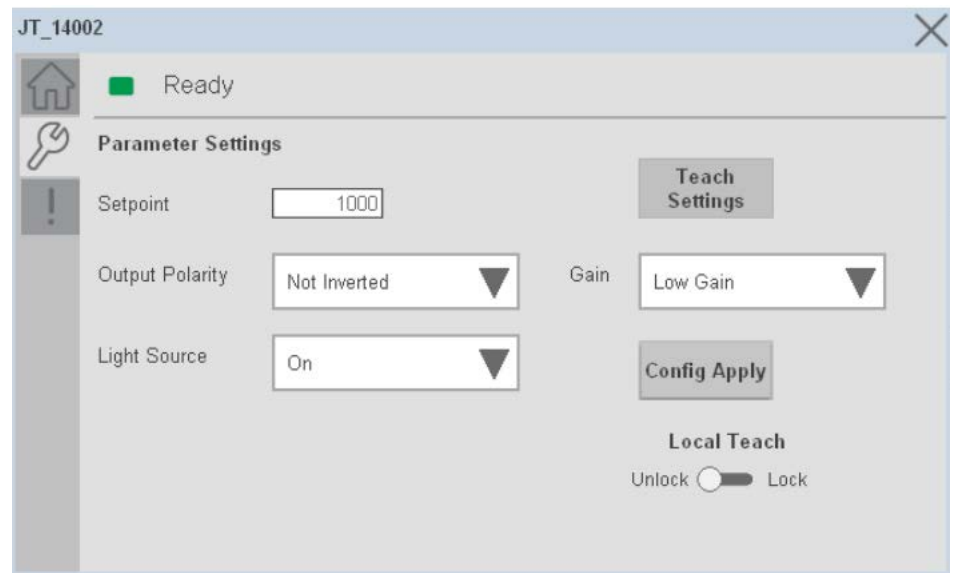 JT_14002
Ready
Parameter Settings
Setpoint
1000
Teach
Settings
Output Polarity
Not Inverted
Gain
Low Gain
Light Source
On
Config Apply
Local Teach
Unlock
Lock